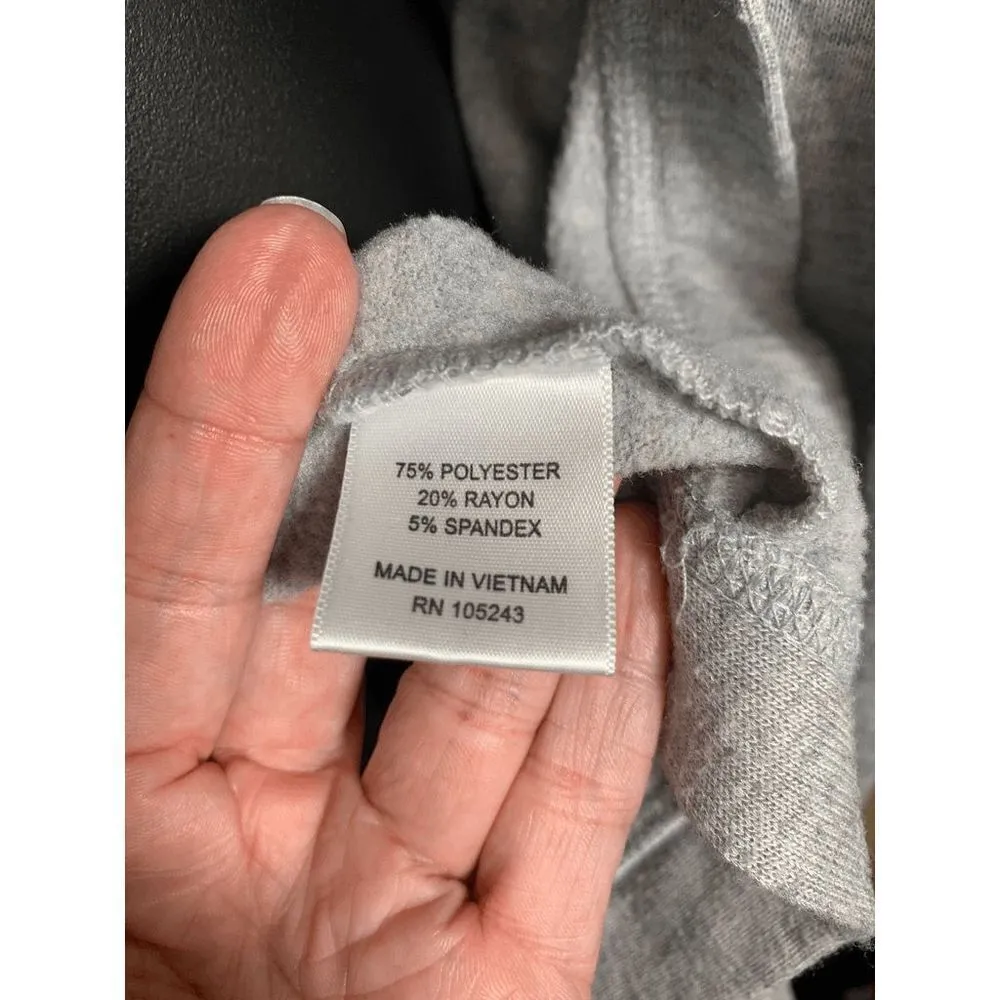 75% POLYESTER
20% RAYON
5% SPANDEX
MADE IN VIETNAM
RN 105243